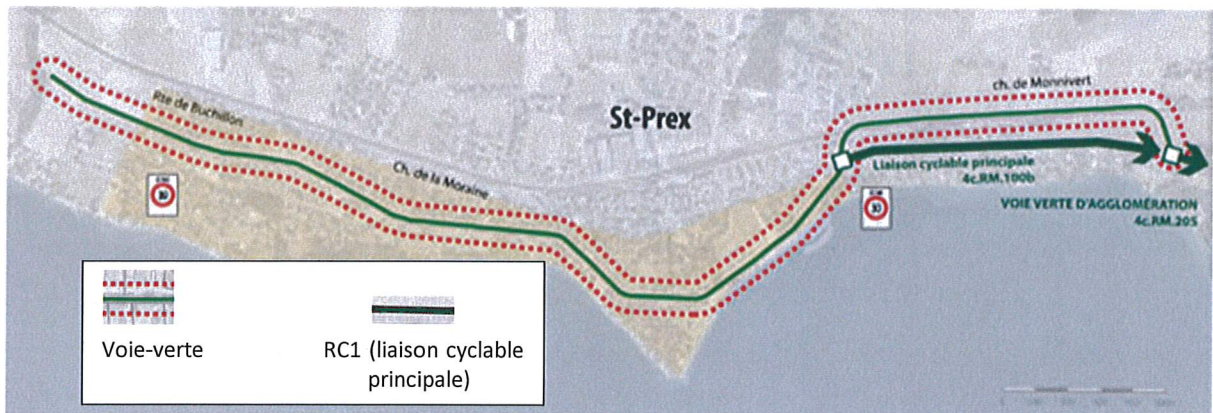 Rte de Buchillon
Ch. de la Moraine
St-Prex
ch. de Monnivert
Liaison cyclable principale
4c.RM.100b
VOIE VERTE D'AGGLOMÉRATION
4c.RM.205
30
30
Voie-verte
RC1 (liaison cyclable
principale)